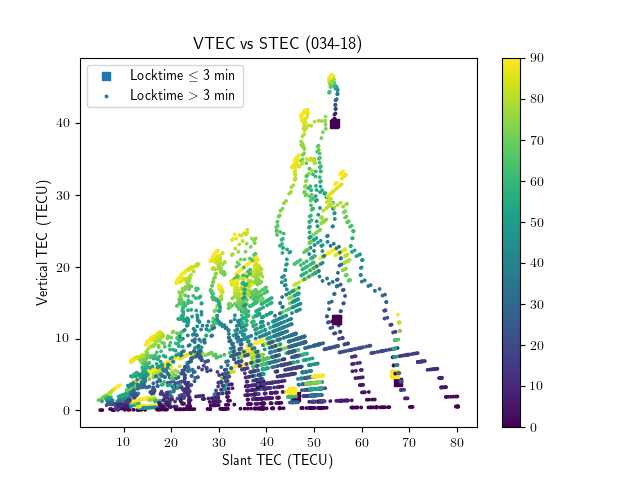 VTEC vs STEC (034-18)
Locktime ≤ 3 min
Locktime > 3 min
Vertical TEC (TECU)
40
30
20
10
0
10 20 30 40 50 60 70 80
Slant TEC (TECU)
90
80
70
60
50
40
30
20
10
0